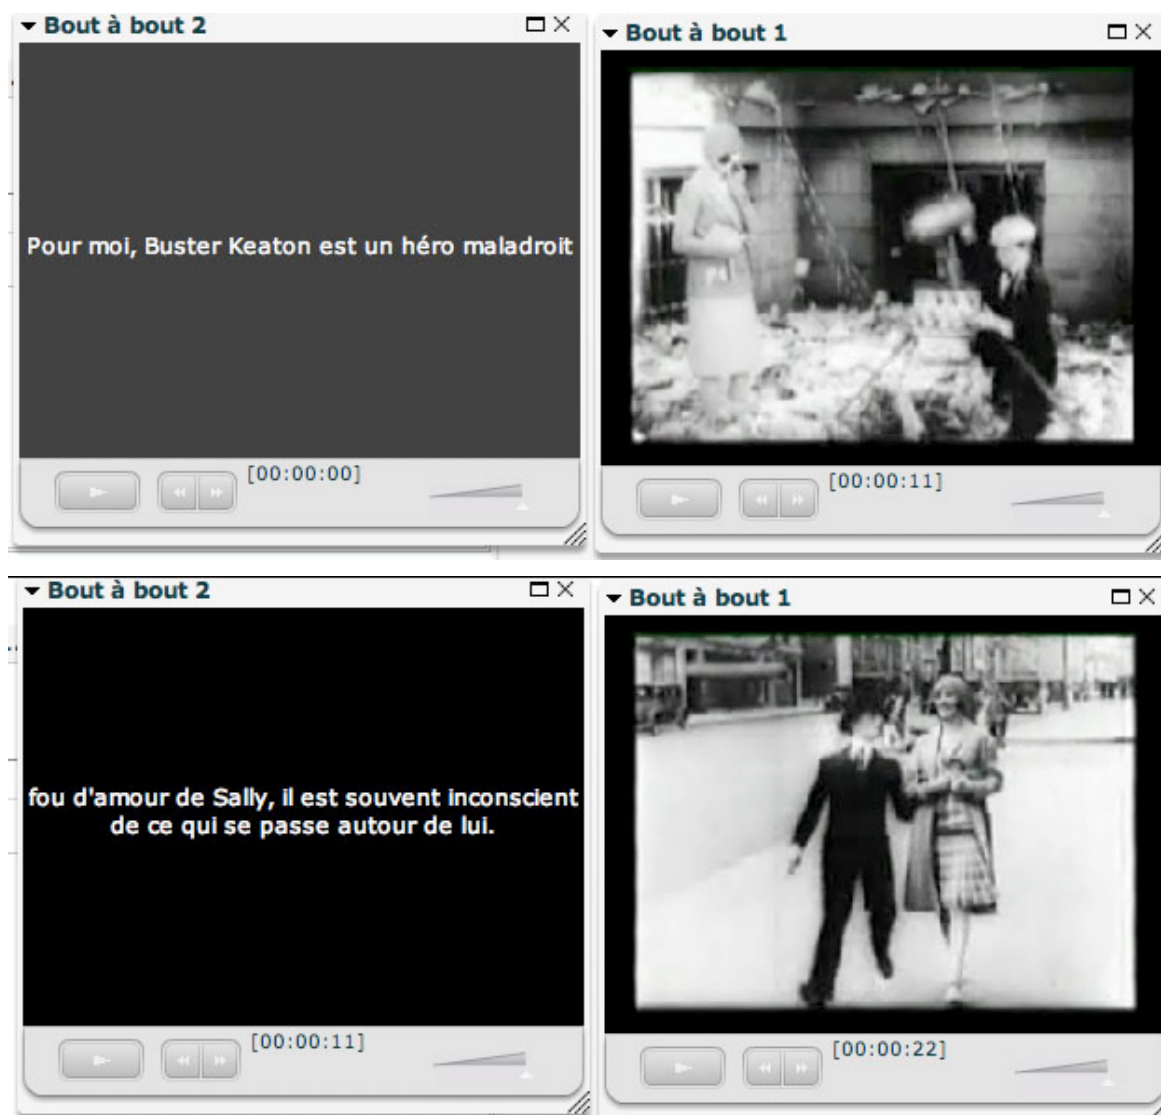 Bout à bout 2
Pour moi, Buster Keaton est un héro maladroit
[00:00:00]
Bout à bout 1
[00:00:11]
Bout à bout 2
fou d'amour de Sally, il est souvent inconscient
de ce qui se passe autour de lui.
[00:00:11]
Bout à bout 1
[00:00:22]